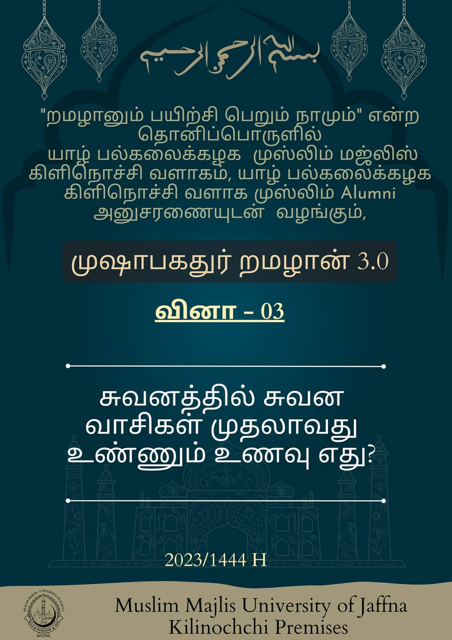 بسم الله الرحمن الرحيم
"றமழானும் பயிற்சி பெறும் நாமும்" என்ற
தொனிப்பொருளில்
யாழ் பல்கலைக்கழக முஸ்லிம் மஜ்லிஸ்
கிளிநொச்சி வளாகம், யாழ் பல்கலைக்கழக
கிளிநொச்சி வளாக முஸ்லிம் Alumni
அனுசரணையுடன் வழங்கும்,
முஷாபகதுர் றமழான் 3.0
வினா - 03
சுவனத்தில் சுவன
வாசிகள் முதலாவது
உண்ணும் உணவு எது?
2023/1444 H
Muslim Majlis University of Jaffna
Kilinochchi Premises